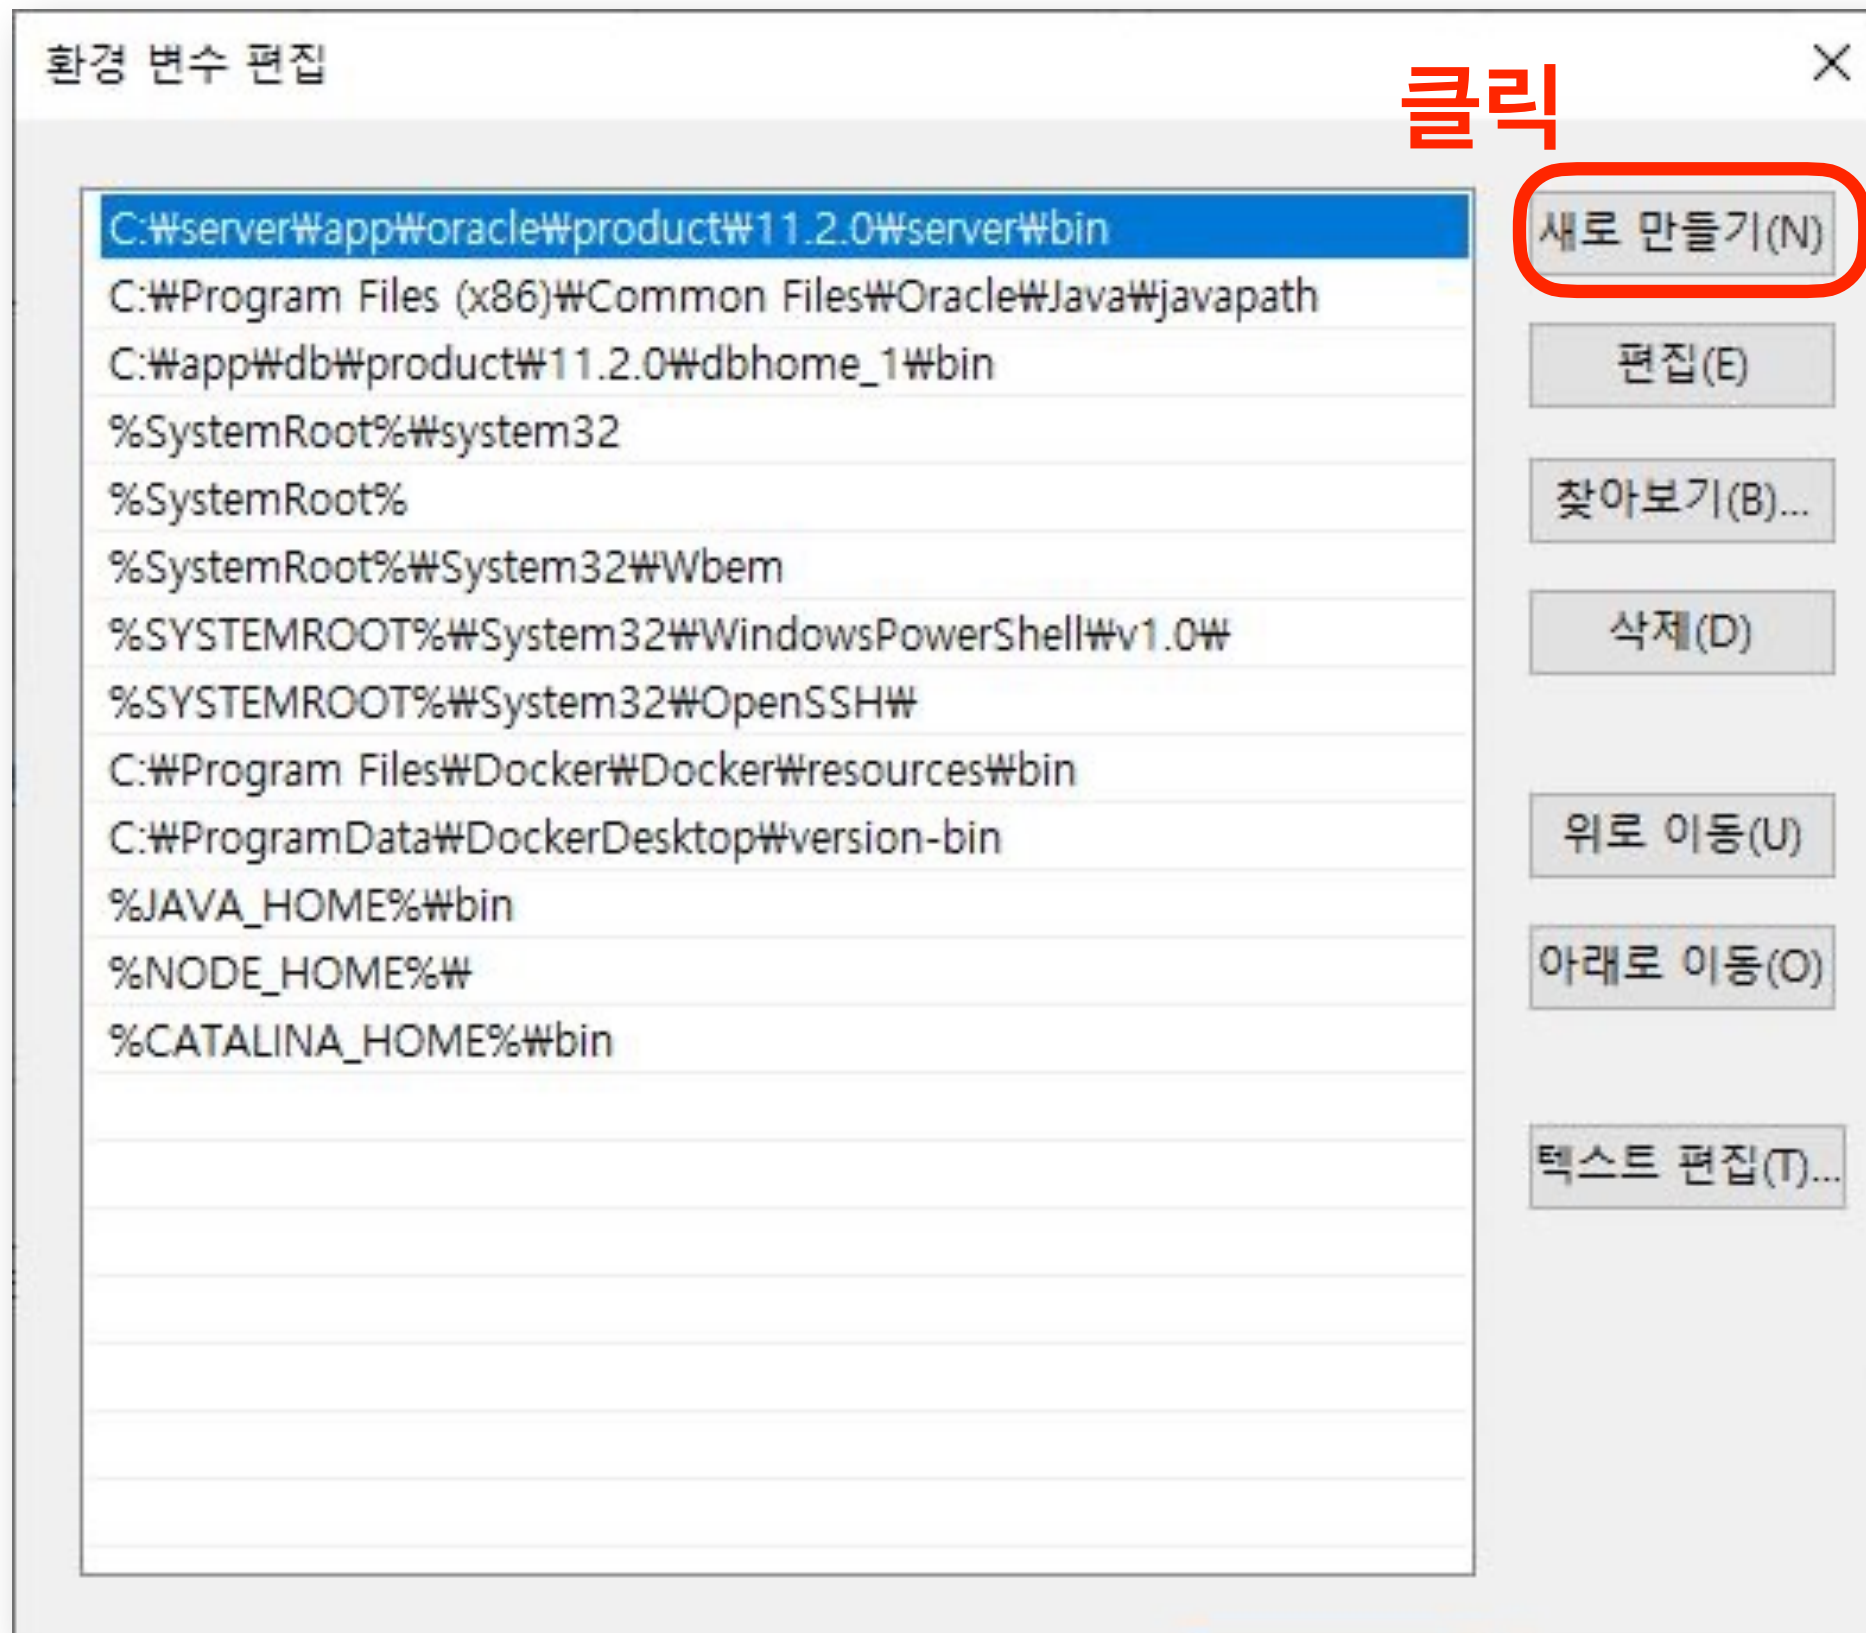 환경 변수 편집
클릭
C:₩server₩app₩oracle₩product₩11.2.0₩server₩bin
C:₩Program Files (x86)₩Common Files₩Oracle₩Java₩javapath
C:₩app₩db₩product₩11.2.0₩dbhome_1₩bin
%SystemRoot%₩system32
%SystemRoot%
%SystemRoot%₩System32₩Wbem
%SYSTEMROOT%₩System32₩WindowsPowerShell₩v1.0₩
%SYSTEMROOT%₩System32₩OpenSSH₩
C:₩Program Files₩Docker₩Docker₩resources₩bin
C:₩ProgramData₩DockerDesktop₩version-bin
%JAVA_HOME%₩bin
%NODE_HOME%₩
%CATALINA_HOME%₩bin
새로 만들기(N)
편집(E)
찾아보기(B)...
삭제(D)
위로 이동(U)
아래로 이동(O)
텍스트 편집(T)...